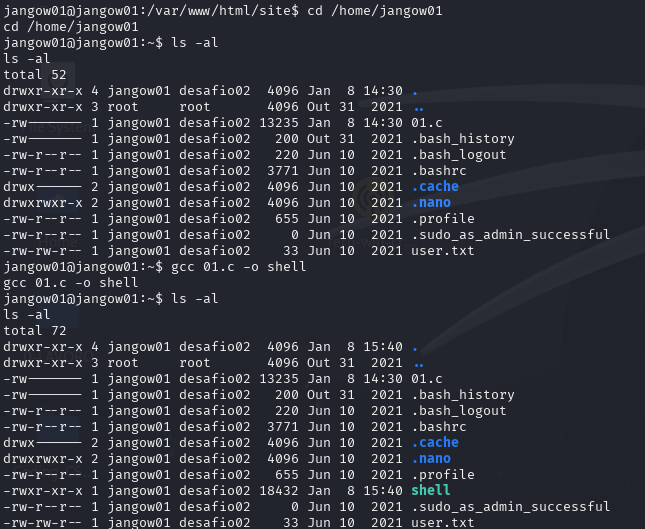 jangow01@jangow01:/var/www/html/site$ cd /home/jangow01
cd /home/jangow01
jangow01@jangow01:~$ ls -al
ls -al
total 52
drwxr-xr-x 4 jangow01 desafio02  4096 Jan  8 14:30 .
drwxr-xr-x 3 root     root       4096 Out 31  2021 ..
-rw------- 1 jangow01 desafio02 13235 Jan  8 14:30 01.c
-rw------- 1 jangow01 desafio02   200 Out 31  2021 .bash_history
-rw-r--r-- 1 jangow01 desafio02   220 Jun 10  2021 .bash_logout
-rw-r--r-- 1 jangow01 desafio02  3771 Jun 10  2021 .bashrc
drwx------ 2 jangow01 desafio02  4096 Jun 10  2021 .cache
drwxrwxr-x 2 jangow01 desafio02  4096 Jun 10  2021 .nano
-rw-r--r-- 1 jangow01 desafio02   655 Jun 10  2021 .profile
-rw-r--r-- 1 jangow01 desafio02     0 Jun 10  2021 .sudo_as_admin_successful
-rw-rw-r-- 1 jangow01 desafio02    33 Jun 10  2021 user.txt
jangow01@jangow01:~$ gcc 01.c -o shell
gcc 01.c -o shell
jangow01@jangow01:~$ ls -al
ls -al
total 72
drwxr-xr-x 4 jangow01 desafio02  4096 Jan  8 15:40 .
drwxr-xr-x 3 root     root       4096 Out 31  2021 ..
-rw------- 1 jangow01 desafio02 13235 Jan  8 14:30 01.c
-rw------- 1 jangow01 desafio02   200 Out 31  2021 .bash_history
-rw-r--r-- 1 jangow01 desafio02   220 Jun 10  2021 .bash_logout
-rw-r--r-- 1 jangow01 desafio02  3771 Jun 10  2021 .bashrc
drwx------ 2 jangow01 desafio02  4096 Jun 10  2021 .cache
drwxrwxr-x 2 jangow01 desafio02  4096 Jun 10  2021 .nano
-rw-r--r-- 1 jangow01 desafio02   655 Jun 10  2021 .profile
-rwxr-xr-x 1 jangow01 desafio02 18432 Jan  8 15:40 shell
-rw-r--r-- 1 jangow01 desafio02     0 Jun 10  2021 .sudo_as_admin_successful
-rw-rw-r-- 1 jangow01 desafio02    33 Jun 10  2021 user.txt